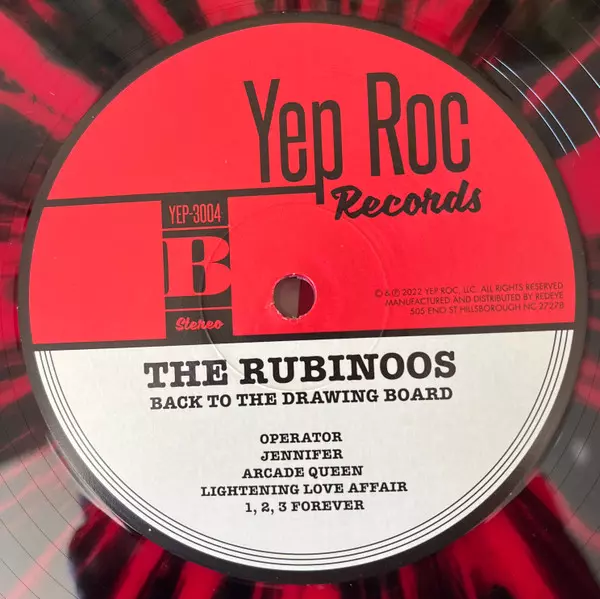 Yep Roc
Records
YEP-3004
B
Stereo
© & ℗ 2022 YEP ROC, LLC. ALL RIGHTS RESERVED.
MANUFACTURED AND DISTRIBUTED BY REDEYE
505 ENO ST HILLSBOROUGH NC 27278
THE RUBINOOS
BACK TO THE DRAWING BOARD
OPERATOR
JENNIFER
ARCADE QUEEN
LIGHTENING LOVE AFFAIR
1, 2, 3 FOREVER